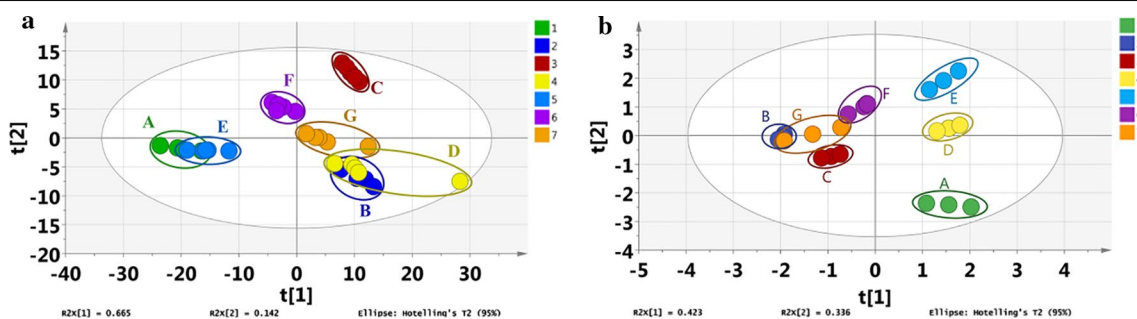 a
15
10
5
0
-5
-10
-15
-20
t[2]
-40 -30 -20 -10 0 10 20 30 40
t[1]
A
E
F
C
G
D
B
1
2
3
4
5
6
7
R2X[1] = 0.665 R2X[2] = 0.142 Ellipse: Hotelling's T2 (95%)
b
3
2
1
0
-1
-2
-3
-4
t[2]
-5 -4 -3 -2 -1 0 1 2 3 4
t[1]
B
G
F
E
D
C
A
R2X[1] = 0.423 R2X[2] = 0.336 Ellipse: Hotelling's T2 (95%)